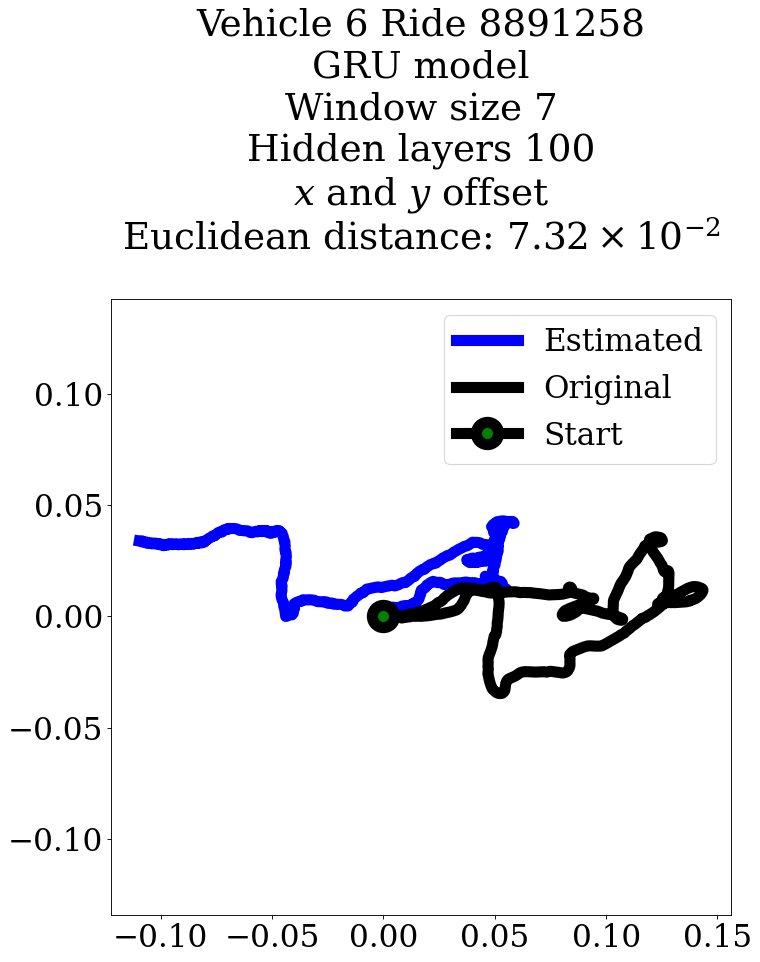 Vehicle 6 Ride 8891258
GRU model
Window size 7
Hidden layers 100
x and y offset
Euclidean distance: 7.32 × 10⁻²
Estimated
Original
Start
0.10
0.05
0.00
−0.05
−0.10
−0.10 −0.05 0.00 0.05 0.10 0.15